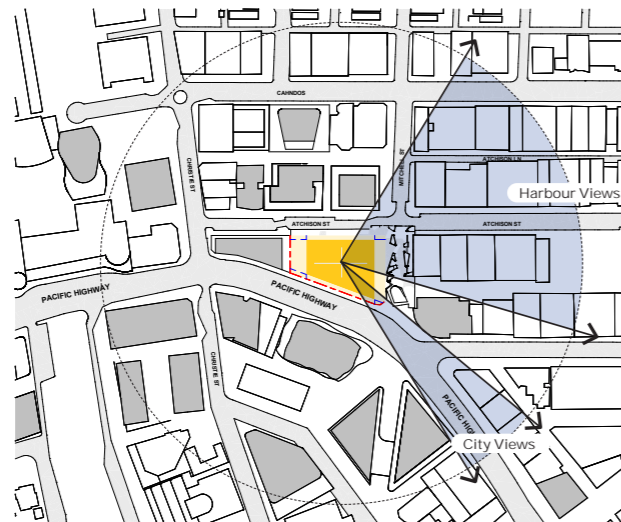 CAHNDOS
MITCHELL ST
CHRISTIE ST
ATCHISON LN
Harbour Views
ATCHISON ST
ATCHISON ST
PACIFIC HIGHWAY
PACIFIC HIGHWAY
CHRISTIE ST
PACIFIC HIGH
City Views